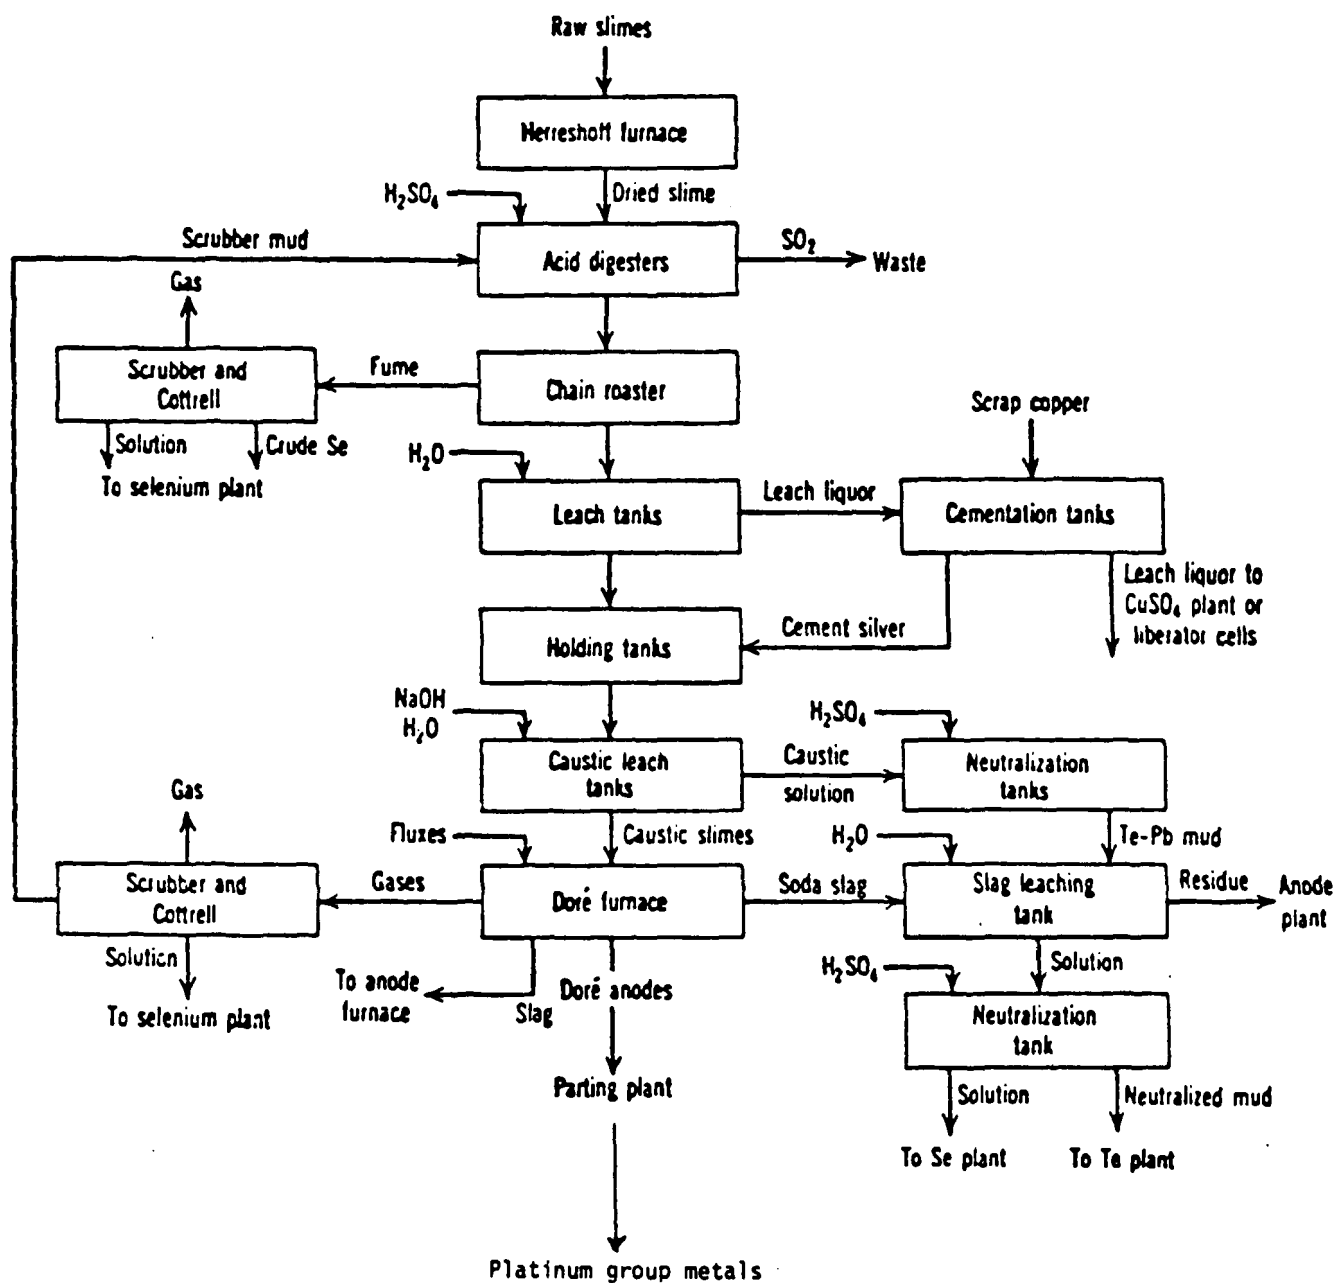 Raw slimes
Herreshoff furnace
H₂SO₄
Dried slime
Scrubber mud
Acid digesters
SO₂
Waste
Gas
Scrubber and
Cottrell
Fume
Chain roaster
Scrap copper
Solution
Crude Se
H₂O
To selenium plant
Leach tanks
Leach liquor
Cementation tanks
Leach liquor to
CuSO₄ plant or
liberator cells
Holding tanks
Cement silver
NaOH
H₂O
H₂SO₄
Caustic leach
tanks
Caustic
solution
Neutralization
tanks
Gas
Fluxes
Caustic slimes
H₂O
Te-Pb mud
Scrubber and
Cottrell
Gases
Doré furnace
Soda slag
Slag leaching
tank
Residue
Anode
plant
Solution
To selenium plant
To anode
furnace
Slag
Doré anodes
H₂SO₄
Solution
Neutralization
tank
Parting plant
Solution
Neutralized mud
To Se plant
To Te plant
Platinum group metals